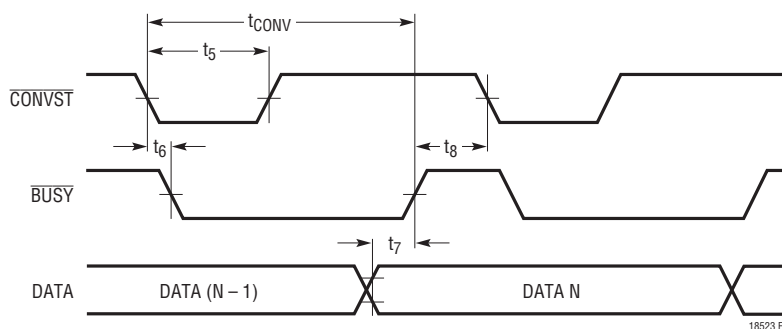 tCONV
t5
CONVST
t6
t8
BUSY
t7
DATA
DATA (N – 1)
DATA N
18523 F